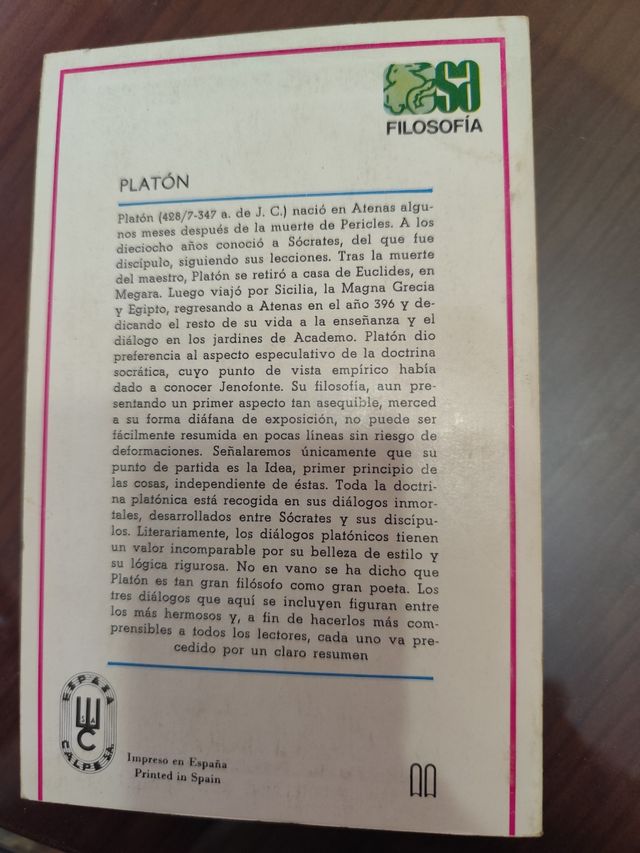 sa
FILOSOFÍA
PLATÓN
Platón (428/7-347 a. de J. C.) nació en Atenas algu-
nos meses después de la muerte de Pericles. A los
dieciocho años conoció a Sócrates, del que fue
discípulo, siguiendo sus lecciones. Tras la muerte
del maestro, Platón se retiró a casa de Euclides, en
Megara. Luego viajó por Sicilia, la Magna Grecia
y Egipto, regresando a Atenas en el año 396 y de-
dicando el resto de su vida a la enseñanza y el
diálogo en los jardines de Academo. Platón dio
preferencia al aspecto especulativo de la doctrina
socrática, cuyo punto de vista empírico había
dado a conocer Jenofonte. Su filosofía, aun pre-
sentando un primer aspecto tan asequible, merced
a su forma diáfana de exposición, no puede ser
fácilmente resumida en pocas líneas sin riesgo de
deformaciones. Señalaremos únicamente que su
punto de partida es la Idea, primer principio de
las cosas, independiente de éstas. Toda la doctri-
na platónica está recogida en sus diálogos inmor-
tales, desarrollados entre Sócrates y sus discípu-
los. Literariamente, los diálogos platónicos tienen
un valor incomparable por su belleza de estilo y
su lógica rigurosa. No en vano se ha dicho que
Platón es tan gran filósofo como gran poeta. Los
tres diálogos que aquí se incluyen figuran entre
los más hermosos y, a fin de hacerlos más com-
prensibles a todos los lectores, cada uno va pre-
cedido por un claro resumen
ESPASA
S A
CALPE S.A.
Impreso en España
Printed in Spain